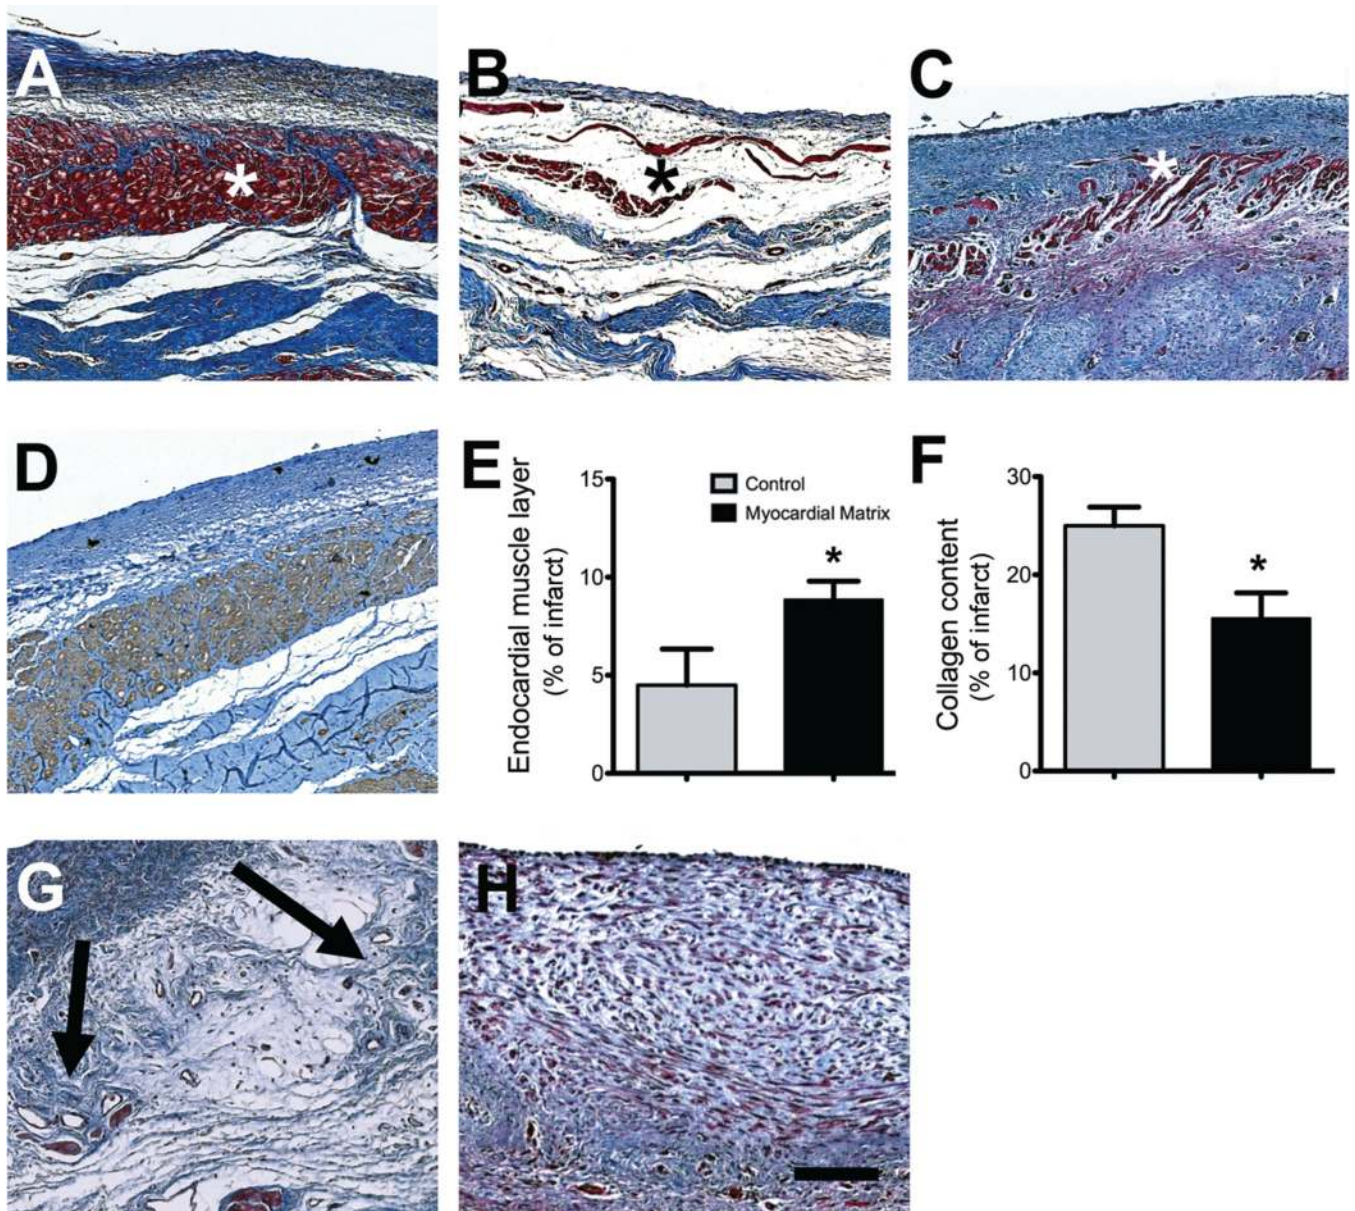 A
B
C
*
*
*
D
E
Endocardial muscle layer
(% of infarct)
15
10
5
0
Control
Myocardial Matrix
*
F
Collagen content
(% of infarct)
30
20
10
0
*
G
H